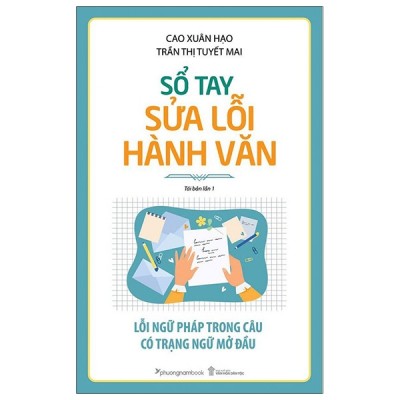 CAO XUÂN HẠO
TRẦN THỊ TUYẾT MAI
SỔ TAY
SỬA LỖI
HÀNH VĂN
Tái bản lần 1
LỖI NGỮ PHÁP TRONG CÂU
CÓ TRẠNG NGỮ MỞ ĐẦU
phuongnambook